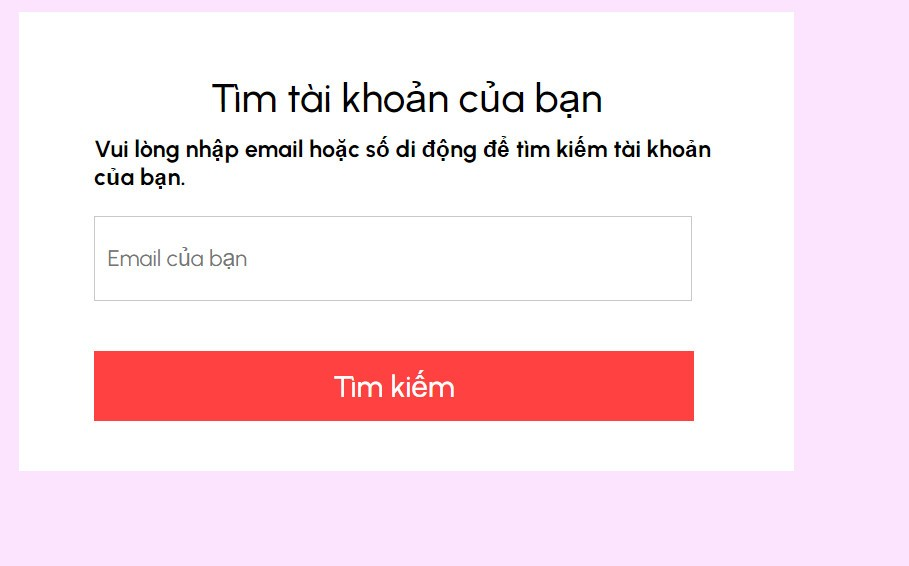 Tìm tài khoản của bạn
Vui lòng nhập email hoặc số di động để tìm kiếm tài khoản
của bạn.
Email của bạn
Tìm kiếm